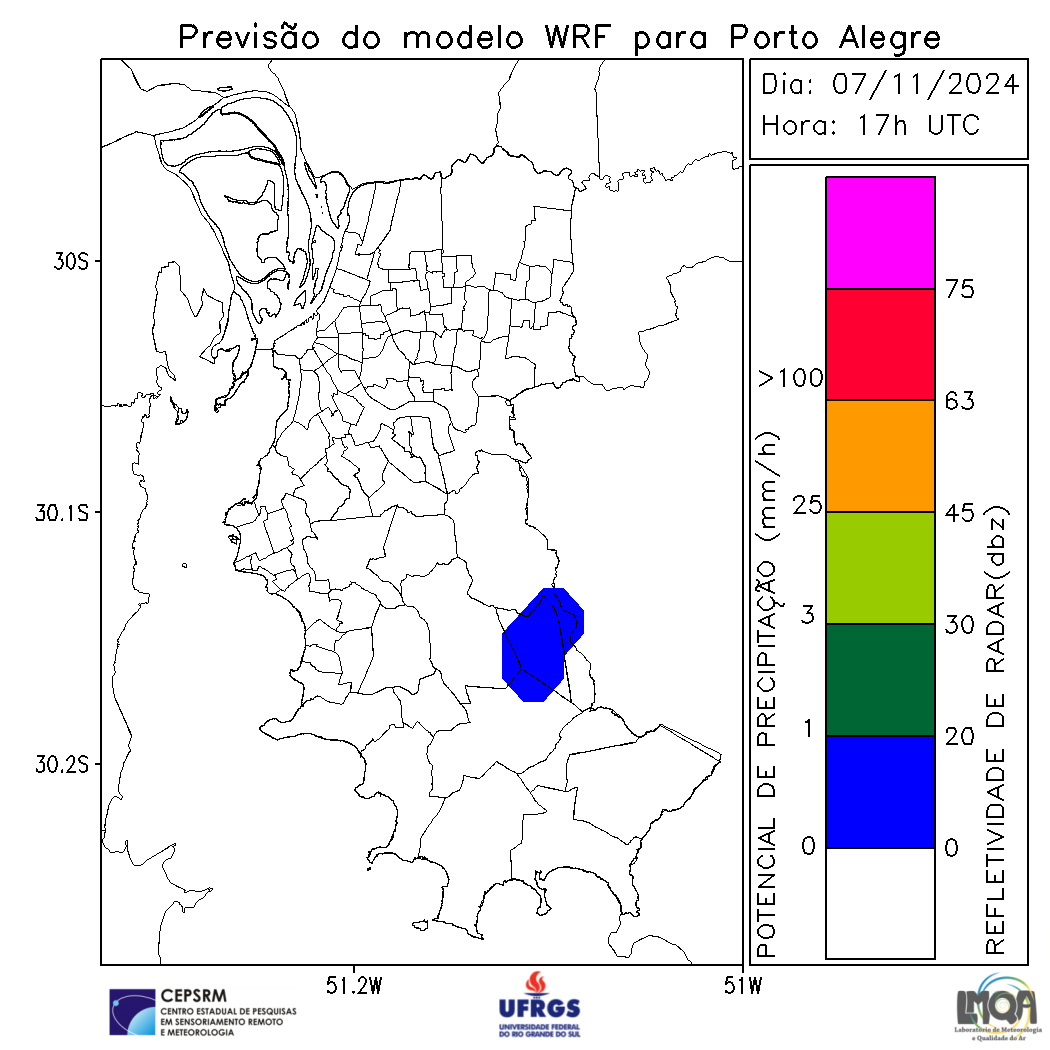 Previsão do modelo WRF para Porto Alegre
Dia: 07/11/2024
Hora: 17h UTC
30S
30.1S
30.2S
51.2W
51W
POTENCIAL DE PRECIPITAÇÃO (mm/h)
>100
25
3
1
0
75
63
45
30
20
0
REFLETIVIDADE DE RADAR(dbz)
CEPSRM
CENTRO ESTADUAL DE PESQUISAS
EM SENSORIAMENTO REMOTO
E METEOROLOGIA
UFRGS
UNIVERSIDADE FEDERAL
DO RIO GRANDE DO SUL
LMQA
Laboratório de Meteorologia
e Qualidade do Ar